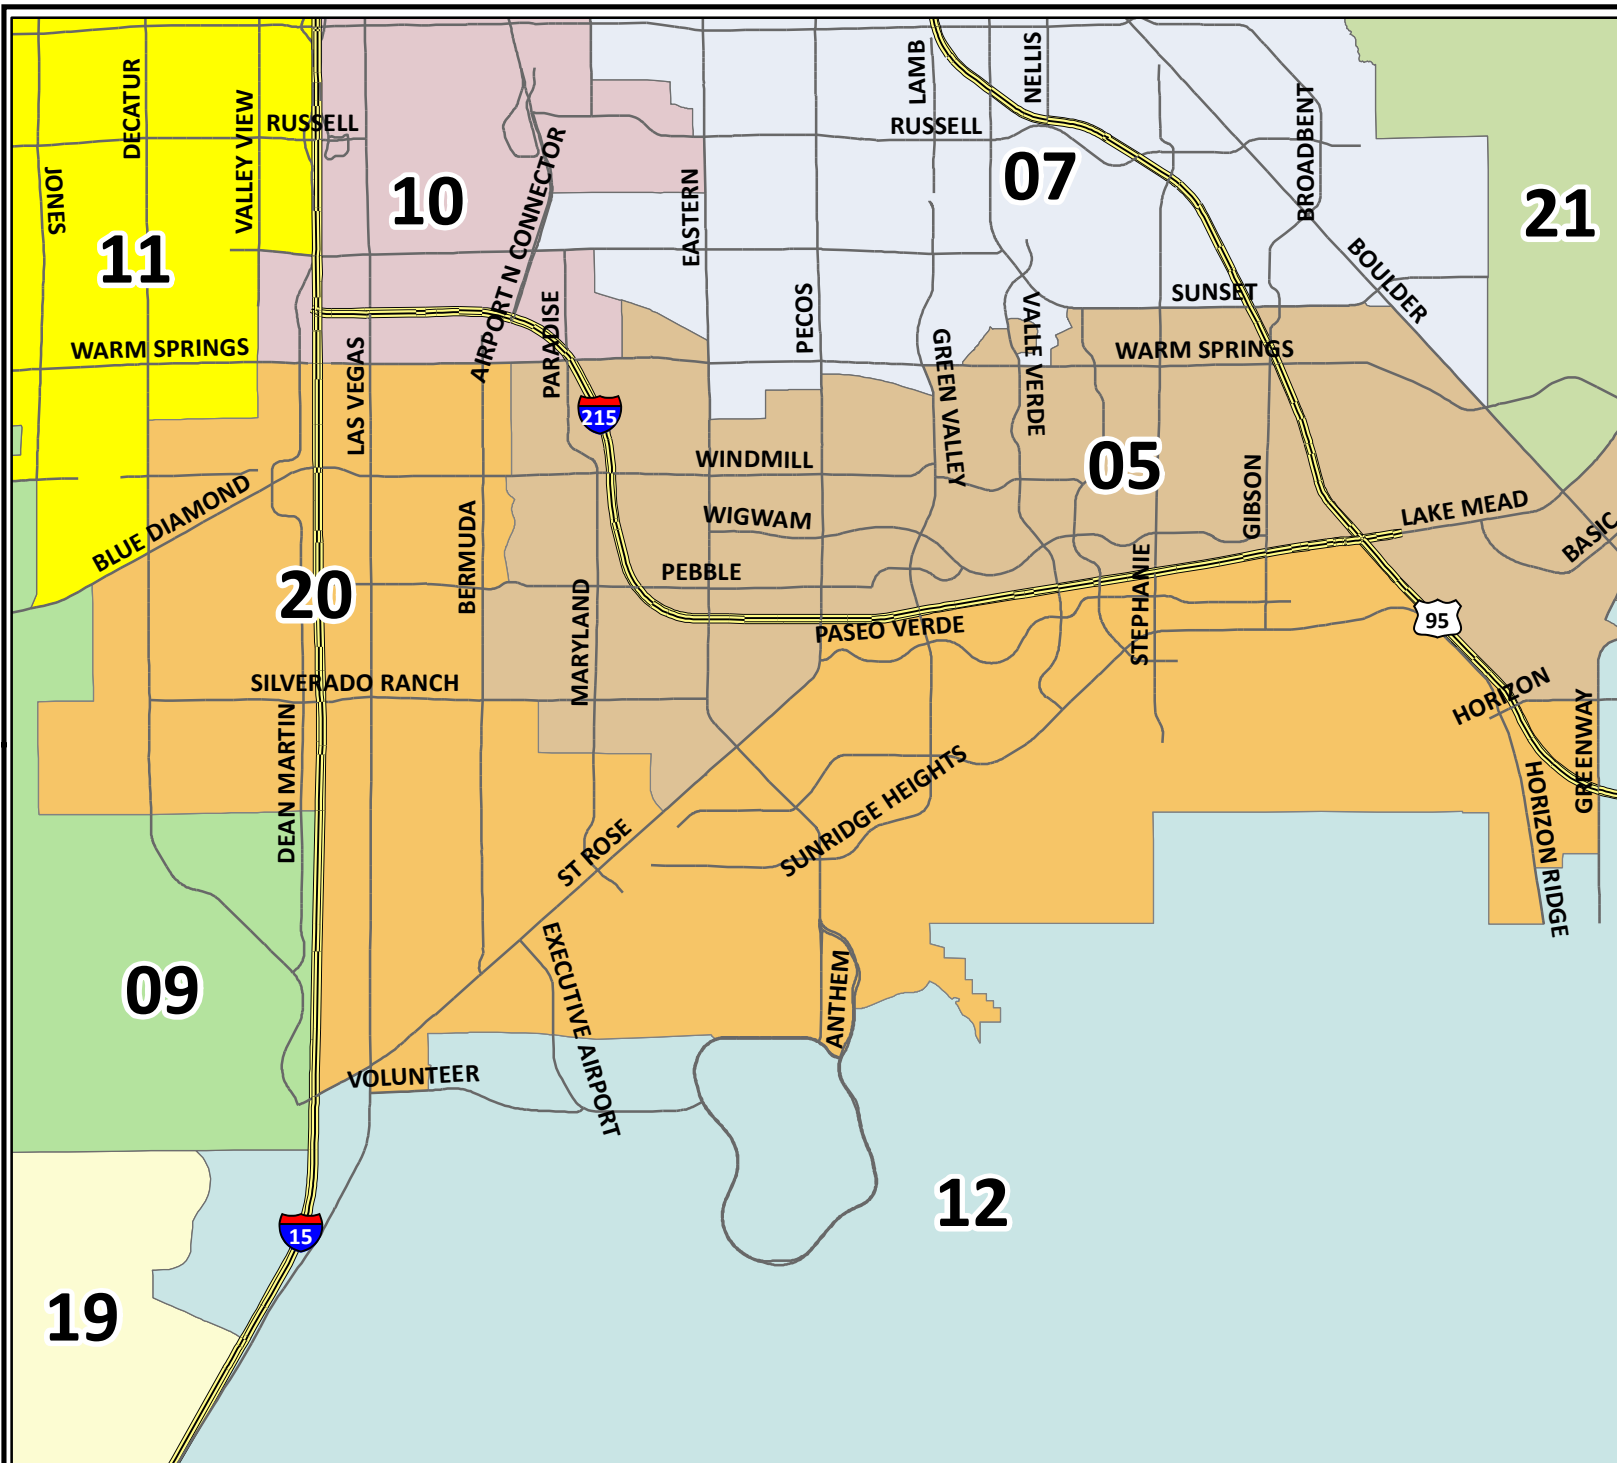 LAMB
NELLIS
DECATUR
VALLEY VIEW
RUSSELL
RUSSELL
BROADBENT
JONES
10
AIRPORT N CONNECTOR
EASTERN
07
21
11
BOULDER
SUNSET
PARADISE
PECOS
VALLE VERDE
WARM SPRINGS
WARM SPRINGS
LAS VEGAS
GREEN VALLEY
215
WINDMILL
05
GIBSON
BLUE DIAMOND
WIGWAM
LAKE MEAD
BASIC
BERMUDA
PEBBLE
20
MARYLAND
STEPHANIE
PASEO VERDE
95
SILVERADO RANCH
HORIZON
GREENWAY
DEAN MARTIN
SUNRIDGE HEIGHTS
HORIZON RIDGE
ST ROSE
09
EXECUTIVE AIRPORT
ANTHEM
VOLUNTEER
12
15
19